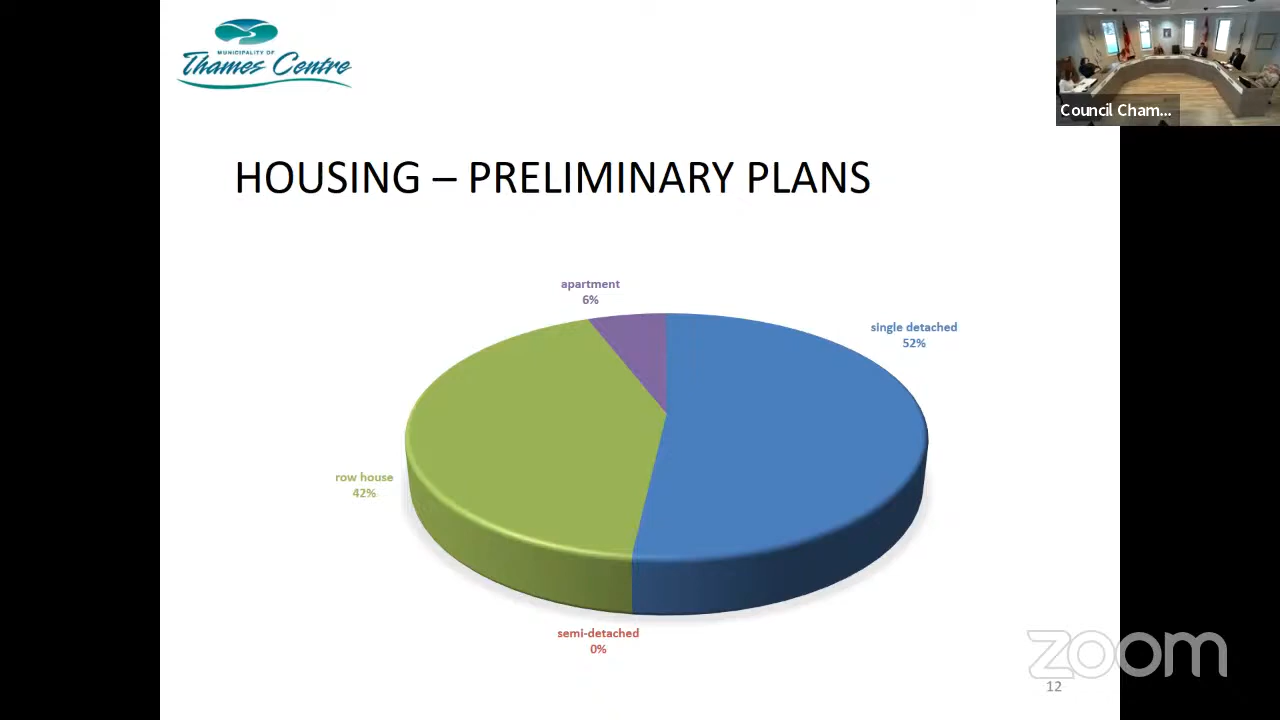 MUNICIPALITY OF
Thames Centre
Council Cham...
HOUSING – PRELIMINARY PLANS
apartment
6%
single detached
52%
row house
42%
semi-detached
0%
zoom
12